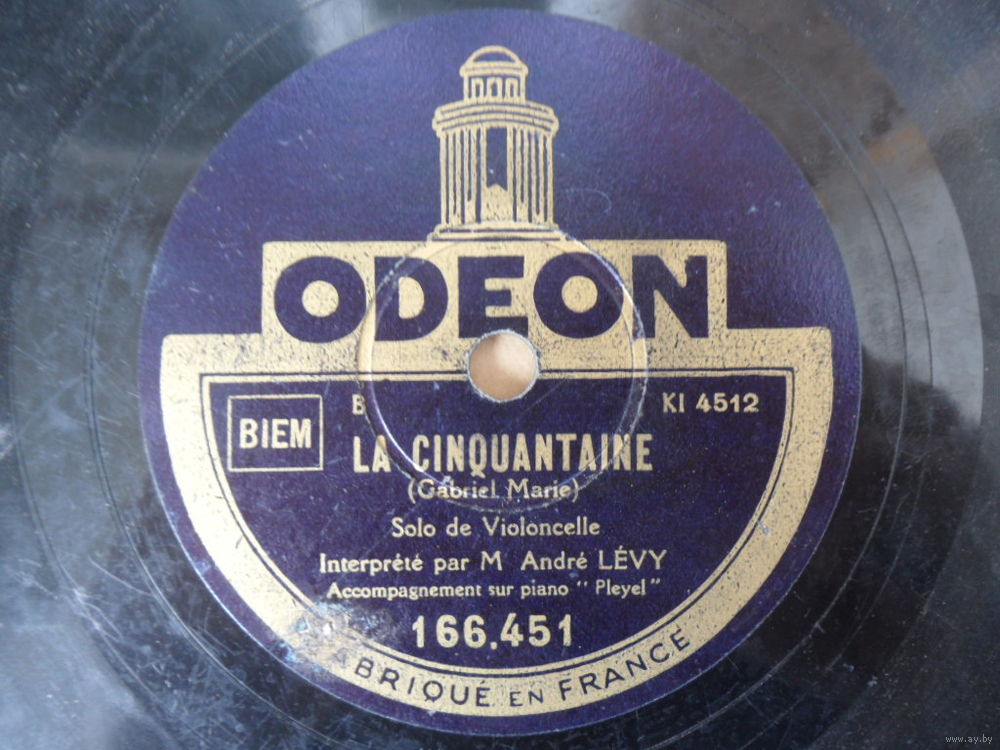 ODEON
BIEM
B KI 4512
LA CINQUANTAINE
(Gabriel Marie)
Solo de Violoncelle
Interprété par M André LÉVY
Accompagnement sur piano "Pleyel"
166.451
BRIQUÉ EN FRANCE
www.ay.by